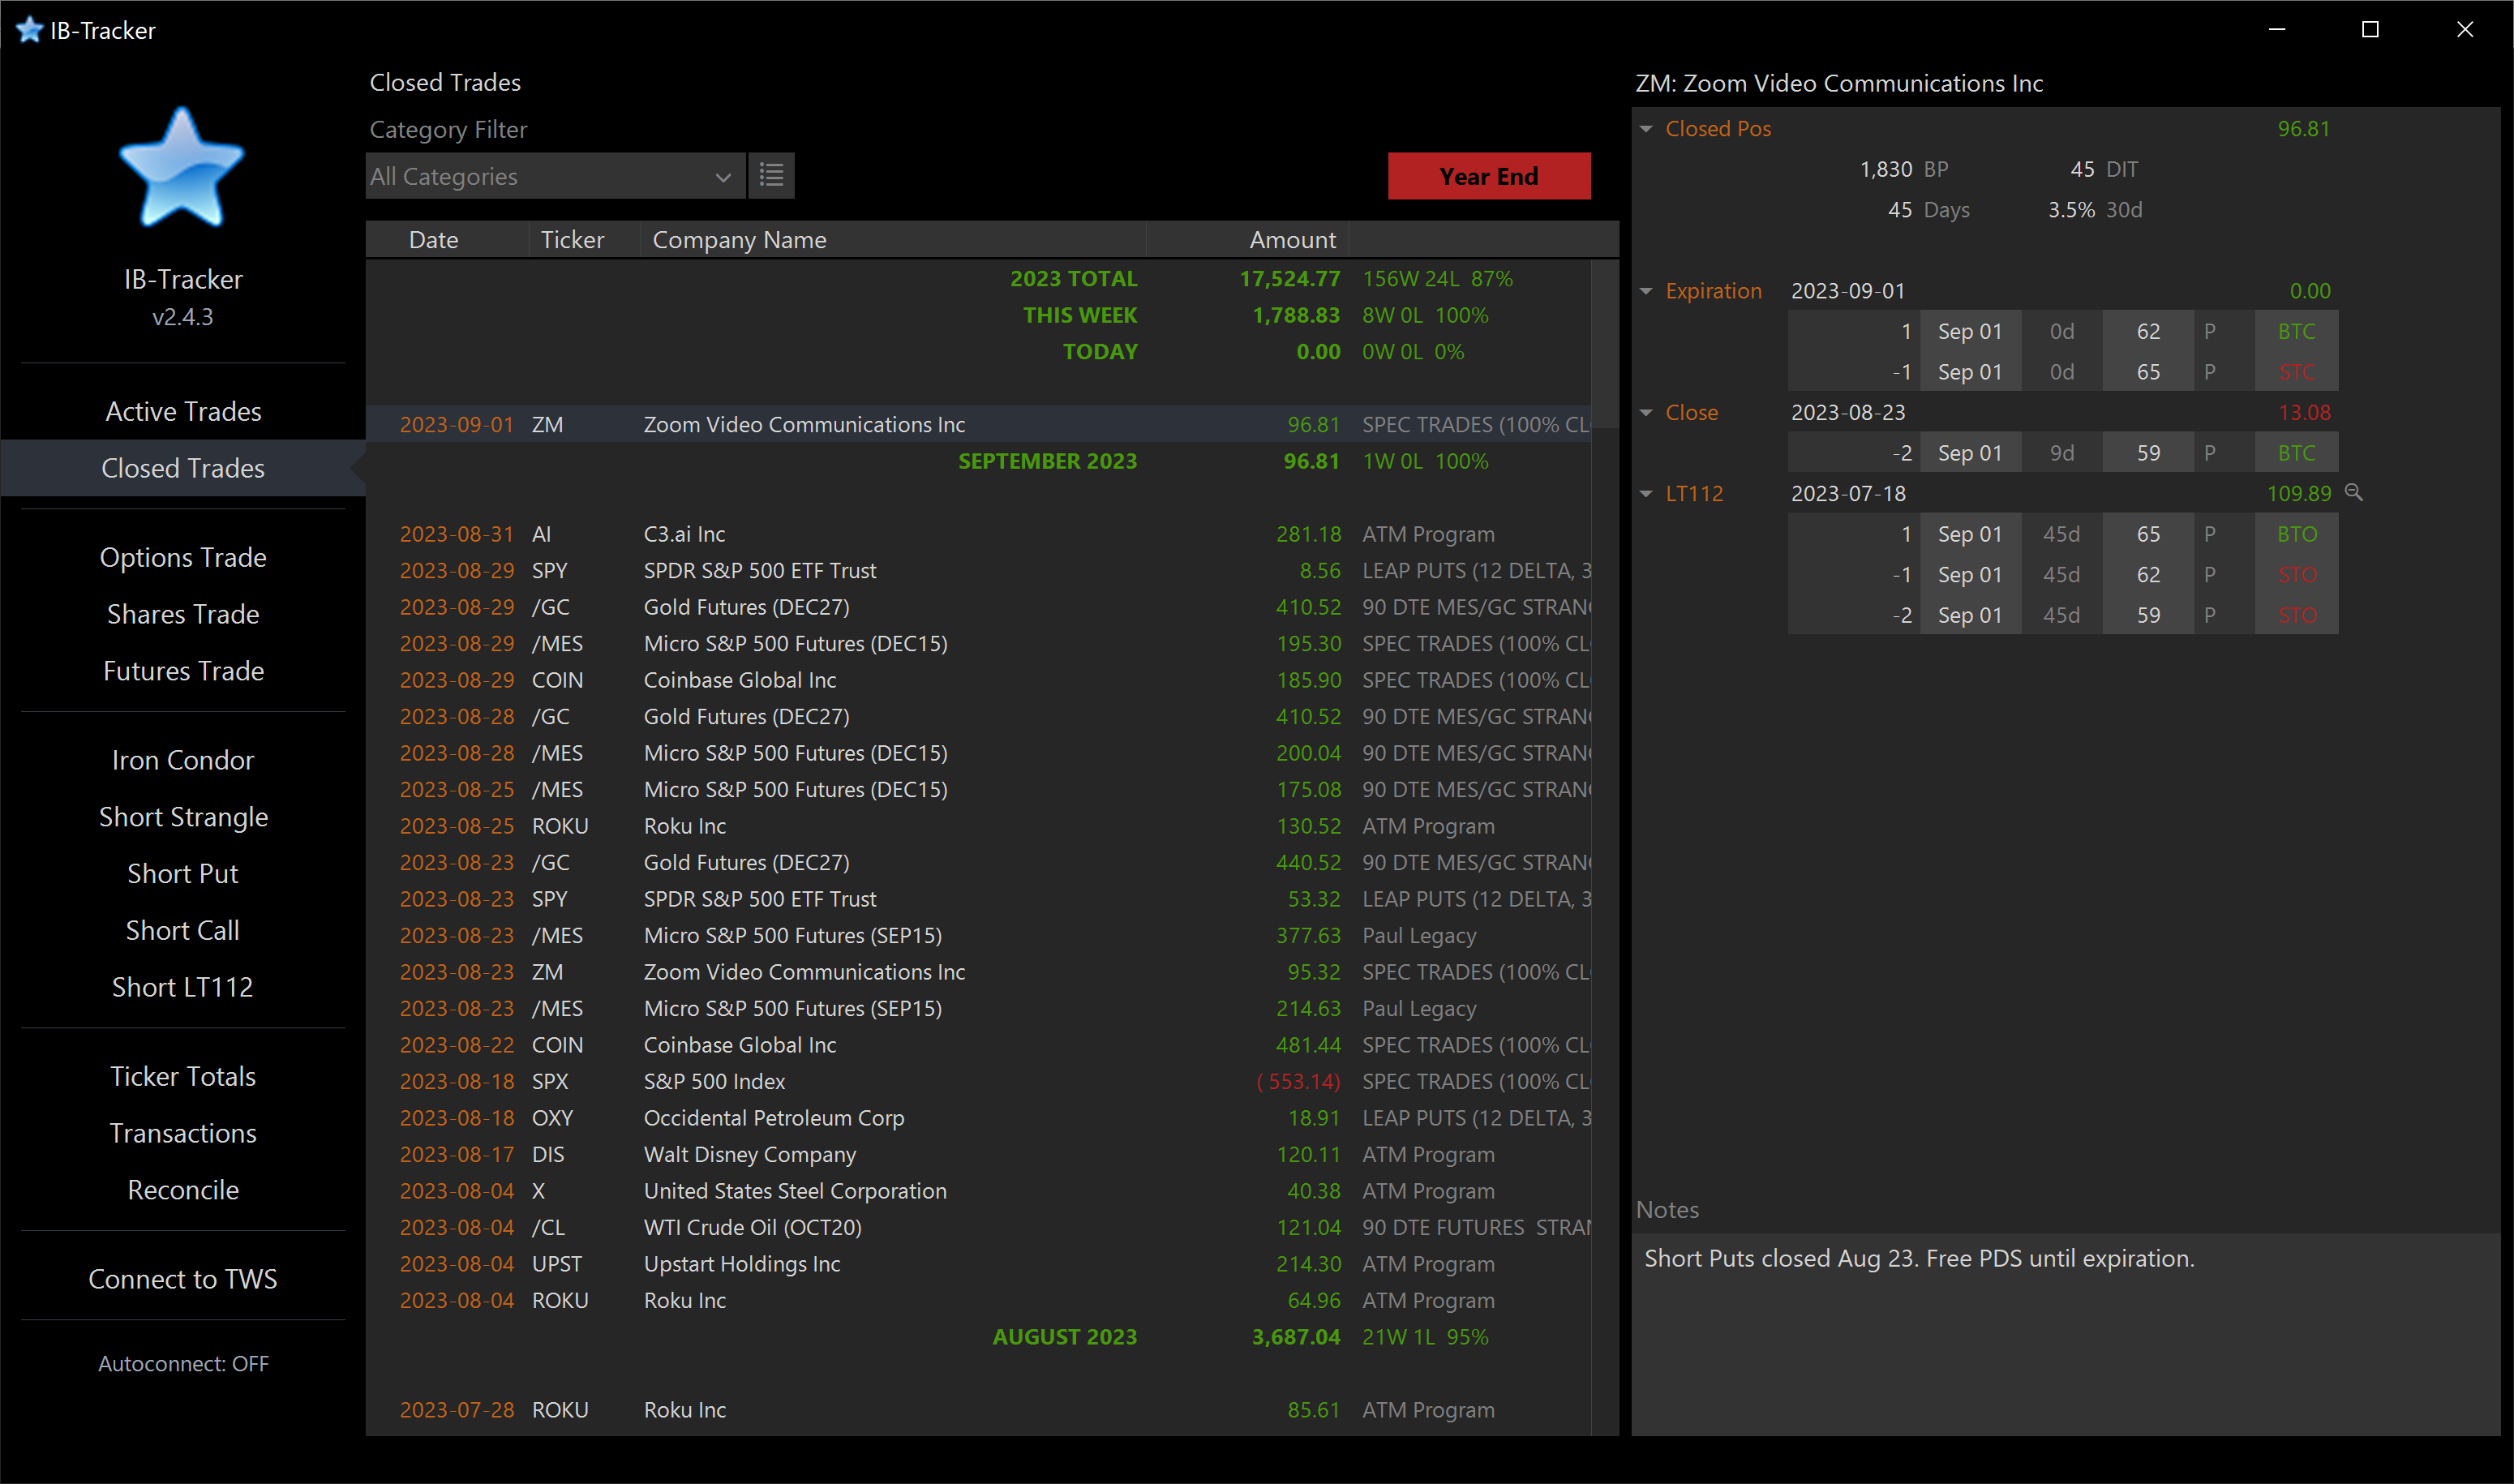 IB-Tracker
IB-Tracker
v2.4.3
Active Trades
Closed Trades
Options Trade
Shares Trade
Futures Trade
Iron Condor
Short Strangle
Short Put
Short Call
Short LT112
Ticker Totals
Transactions
Reconcile
Connect to TWS
Autoconnect: OFF
Closed Trades
Category Filter
All Categories
Year End
Date Ticker Company Name Amount
2023 TOTAL 17,524.77 156W 24L 87%
THIS WEEK 1,788.83 8W 0L 100%
TODAY 0.00 0W 0L 0%
2023-09-01 ZM Zoom Video Communications Inc 96.81 SPEC TRADES (100% CL
SEPTEMBER 2023 96.81 1W 0L 100%
2023-08-31 AI C3.ai Inc 281.18 ATM Program
2023-08-29 SPY SPDR S&P 500 ETF Trust 8.56 LEAP PUTS (12 DELTA, 3
2023-08-29 /GC Gold Futures (DEC27) 410.52 90 DTE MES/GC STRAN
2023-08-29 /MES Micro S&P 500 Futures (DEC15) 195.30 SPEC TRADES (100% CL
2023-08-29 COIN Coinbase Global Inc 185.90 SPEC TRADES (100% CL
2023-08-28 /GC Gold Futures (DEC27) 410.52 90 DTE MES/GC STRAN
2023-08-28 /MES Micro S&P 500 Futures (DEC15) 200.04 90 DTE MES/GC STRAN
2023-08-25 /MES Micro S&P 500 Futures (DEC15) 175.08 90 DTE MES/GC STRAN
2023-08-25 ROKU Roku Inc 130.52 ATM Program
2023-08-23 /GC Gold Futures (DEC27) 440.52 90 DTE MES/GC STRAN
2023-08-23 SPY SPDR S&P 500 ETF Trust 53.32 LEAP PUTS (12 DELTA, 3
2023-08-23 /MES Micro S&P 500 Futures (SEP15) 377.63 Paul Legacy
2023-08-23 ZM Zoom Video Communications Inc 95.32 SPEC TRADES (100% CL
2023-08-23 /MES Micro S&P 500 Futures (SEP15) 214.63 Paul Legacy
2023-08-22 COIN Coinbase Global Inc 481.44 SPEC TRADES (100% CL
2023-08-18 SPX S&P 500 Index ( 553.14) SPEC TRADES (100% CL
2023-08-18 OXY Occidental Petroleum Corp 18.91 LEAP PUTS (12 DELTA, 3
2023-08-17 DIS Walt Disney Company 120.11 ATM Program
2023-08-04 X United States Steel Corporation 40.38 ATM Program
2023-08-04 /CL WTI Crude Oil (OCT20) 121.04 90 DTE FUTURES STRAN
2023-08-04 UPST Upstart Holdings Inc 214.30 ATM Program
2023-08-04 ROKU Roku Inc 64.96 ATM Program
AUGUST 2023 3,687.04 21W 1L 95%
2023-07-28 ROKU Roku Inc 85.61 ATM Program
ZM: Zoom Video Communications Inc
Closed Pos 96.81
1,830 BP 45 DIT
45 Days 3.5% 30d
Expiration 2023-09-01 0.00
1 Sep 01 0d 62 P BTC
-1 Sep 01 0d 65 P STC
Close 2023-08-23 13.08
-2 Sep 01 9d 59 P BTC
LT112 2023-07-18 109.89
1 Sep 01 45d 65 P BTO
-1 Sep 01 45d 62 P STO
-2 Sep 01 45d 59 P STO
Notes
Short Puts closed Aug 23. Free PDS until expiration.